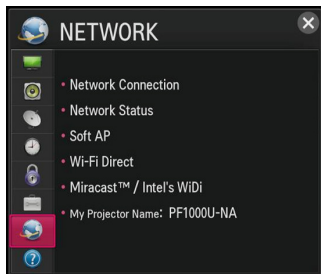 NETWORK
• Network Connection
• Network Status
• Soft AP
• Wi-Fi Direct
• Miracast™ / Intel's WiDi
• My Projector Name: PF1000U-NA